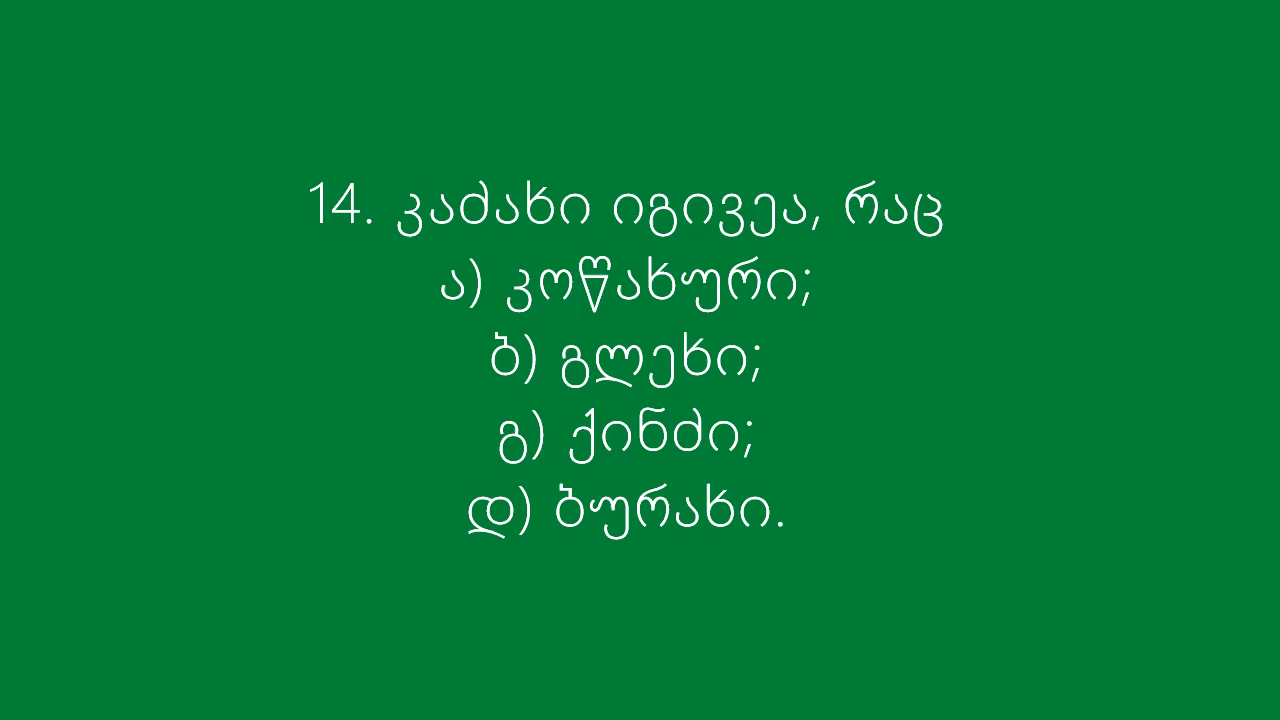 14. კაძახი იგივეა, რაც
ა) კოწახური;
ბ) გლეხი;
გ) ქინძი;
დ) ბურახი.